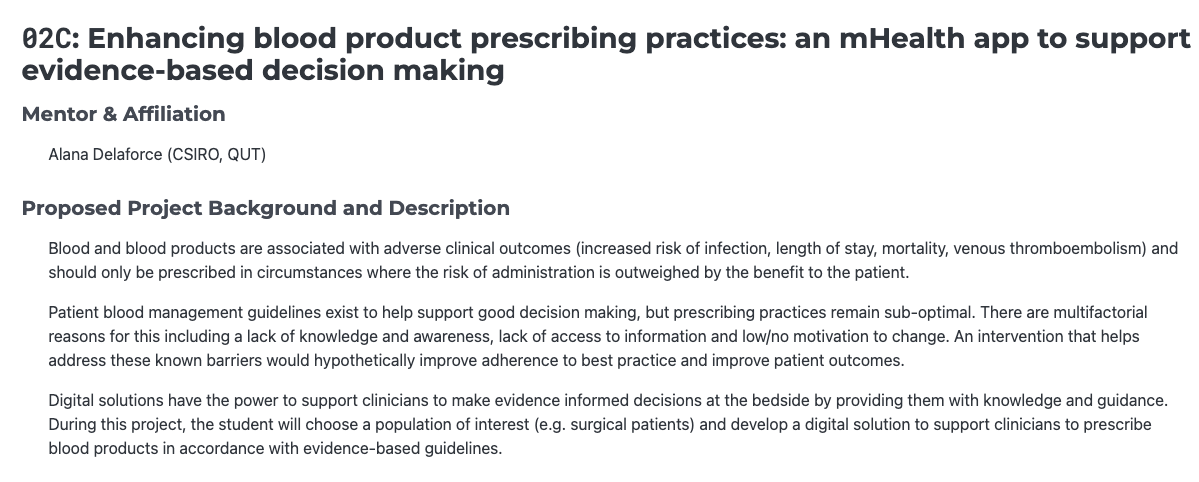 02C: Enhancing blood product prescribing practices: an mHealth app to support
evidence-based decision making
Mentor & Affiliation
Alana Delaforce (CSIRO, QUT)
Proposed Project Background and Description
Blood and blood products are associated with adverse clinical outcomes (increased risk of infection, length of stay, mortality, venous thromboembolism) and
should only be prescribed in circumstances where the risk of administration is outweighed by the benefit to the patient.
Patient blood management guidelines exist to help support good decision making, but prescribing practices remain sub-optimal. There are multifactorial
reasons for this including a lack of knowledge and awareness, lack of access to information and low/no motivation to change. An intervention that helps
address these known barriers would hypothetically improve adherence to best practice and improve patient outcomes.
Digital solutions have the power to support clinicians to make evidence informed decisions at the bedside by providing them with knowledge and guidance.
During this project, the student will choose a population of interest (e.g. surgical patients) and develop a digital solution to support clinicians to prescribe
blood products in accordance with evidence-based guidelines.